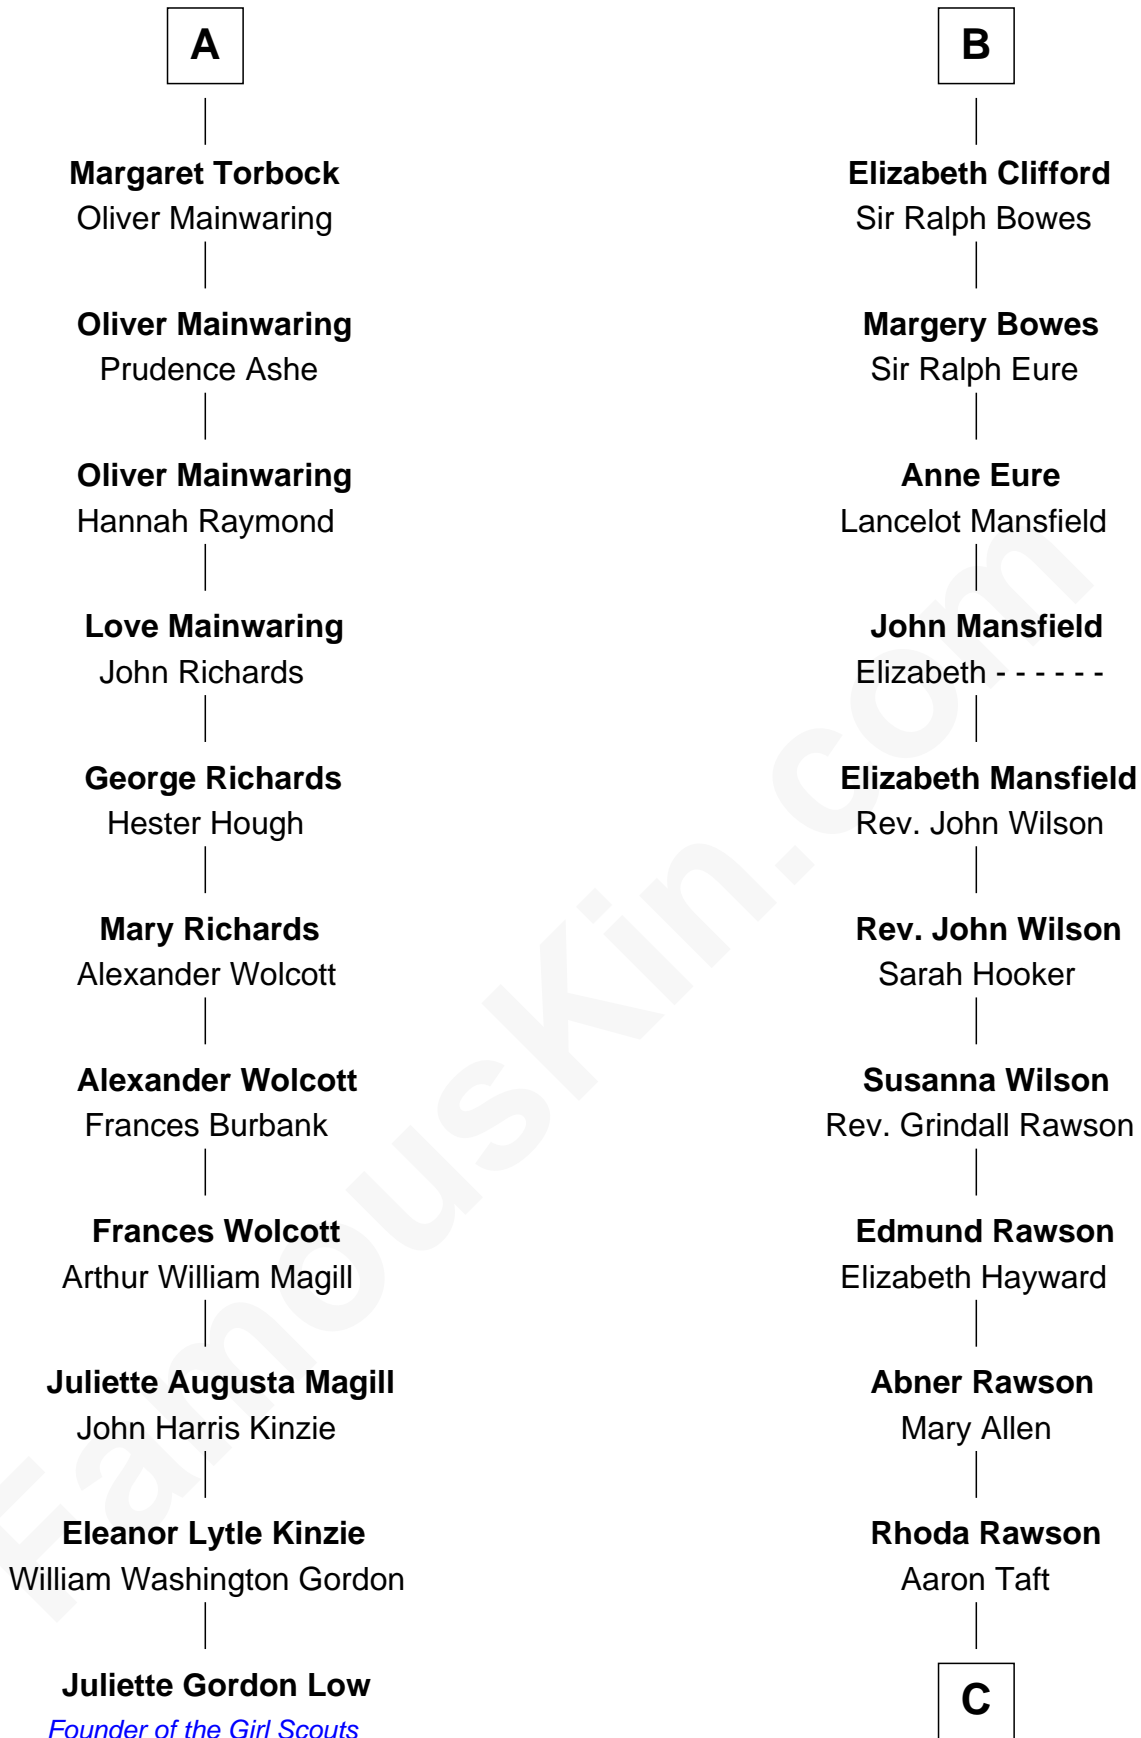 A
Margaret Torbock
Oliver Mainwaring
Oliver Mainwaring
Prudence Ashe
Oliver Mainwaring
Hannah Raymond
Love Mainwaring
John Richards
George Richards
Hester Hough
Mary Richards
Alexander Wolcott
Alexander Wolcott
Frances Burbank
Frances Wolcott
Arthur William Magill
Juliette Augusta Magill
John Harris Kinzie
Eleanor Lytle Kinzie
William Washington Gordon
Juliette Gordon Low
Founder of the Girl Scouts
B
Elizabeth Clifford
Sir Ralph Bowes
Margery Bowes
Sir Ralph Eure
Anne Eure
Lancelot Mansfield
John Mansfield
Elizabeth - - - - - -
Elizabeth Mansfield
Rev. John Wilson
Rev. John Wilson
Sarah Hooker
Susanna Wilson
Rev. Grindall Rawson
Edmund Rawson
Elizabeth Hayward
Abner Rawson
Mary Allen
Rhoda Rawson
Aaron Taft
C
FamousKin.com